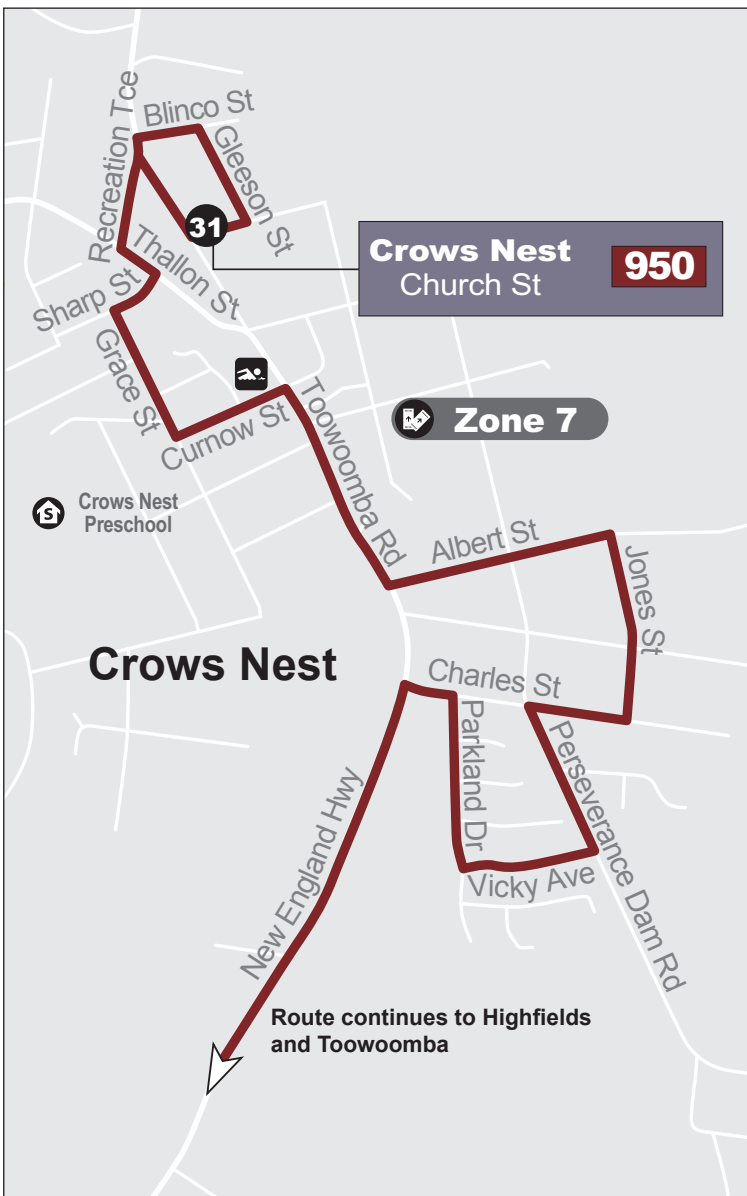 Recreation Tce
Blinco St
Gleeson St
31
Crows Nest
Church St
950
Thallon St
Sharp St
Grace St
Curnow St
Toowoomba Rd
Zone 7
S
Crows Nest
Preschool
Albert St
Jones St
Crows Nest
Charles St
Parkland Dr
Perseverance Dam Rd
Vicky Ave
New England Hwy
Route continues to Highfields
and Toowoomba